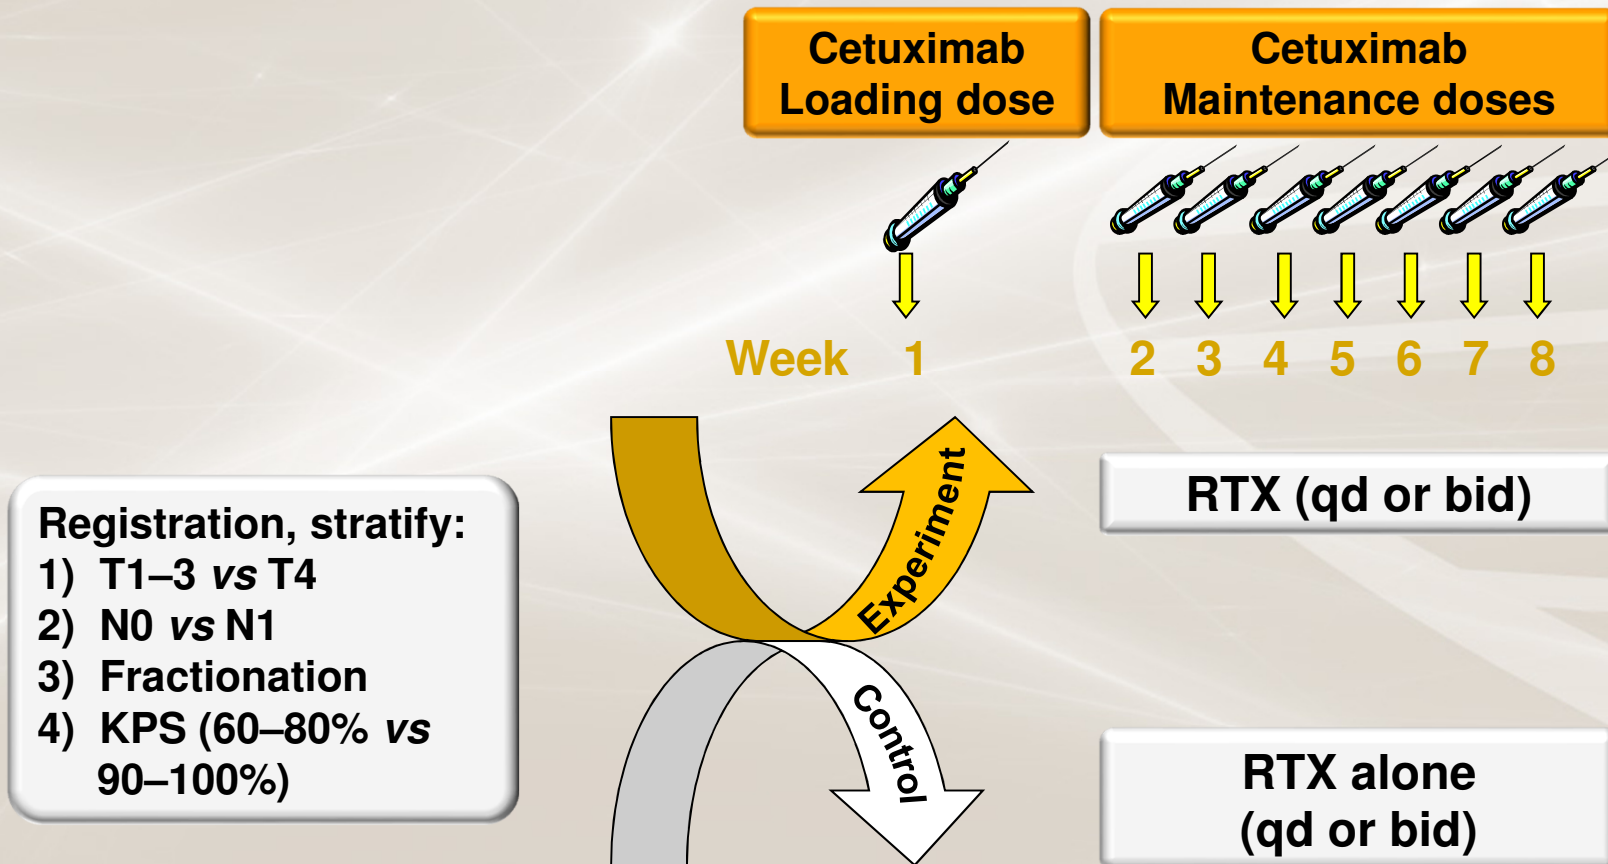 Cetuximab
Loading dose
Cetuximab
Maintenance doses
Week 1 2 3 4 5 6 7 8
Registration, stratify:
1) T1–3 vs T4
2) N0 vs N1
3) Fractionation
4) KPS (60–80% vs
90–100%)
Experiment
Control
RTX (qd or bid)
RTX alone
(qd or bid)